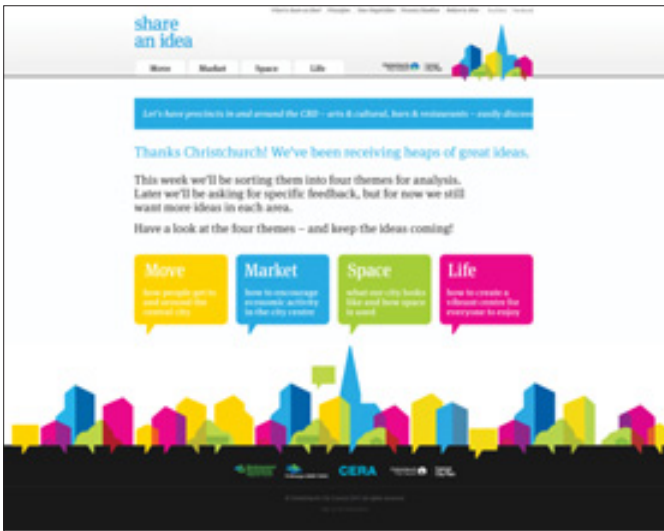 share
an idea
Move Market Space Life
Let's have precincts in and around the CBD – arts & cultural, bars & restaurants – easily discove
Thanks Christchurch! We've been receiving heaps of great ideas.
This week we'll be sorting them into four themes for analysis.
Later we'll be asking for specific feedback, but for now we still
want more ideas in each area.
Have a look at the four themes – and keep the ideas coming!
Move
how people get in
and around the
central city
Market
how to encourage
economic activity
in the city centre
Space
what our city looks
like and how space
is used
Life
how to create a
vibrant centre for
everyone to enjoy
CERA